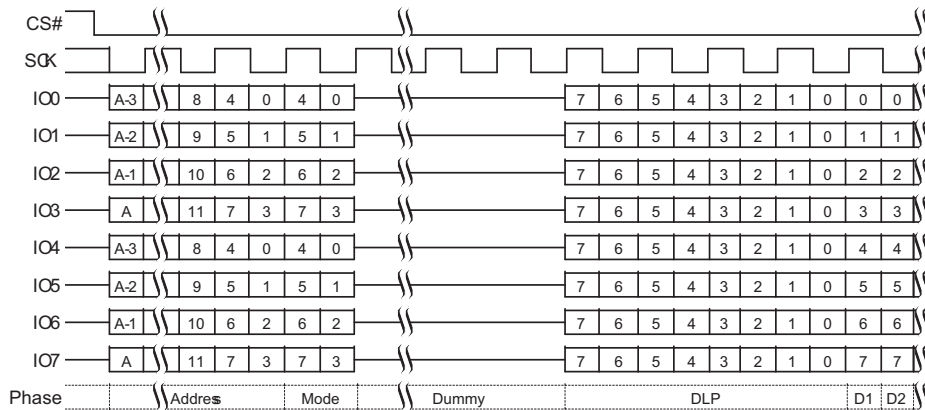 CS#
SCK
IO0 A-3 8 4 0 4 0 7 6 5 4 3 2 1 0 0 0
IO1 A-2 9 5 1 5 1 7 6 5 4 3 2 1 0 1 1
IO2 A-1 10 6 2 6 2 7 6 5 4 3 2 1 0 2 2
IO3 A 11 7 3 7 3 7 6 5 4 3 2 1 0 3 3
IO4 A-3 8 4 0 4 0 7 6 5 4 3 2 1 0 4 4
IO5 A-2 9 5 1 5 1 7 6 5 4 3 2 1 0 5 5
IO6 A-1 10 6 2 6 2 7 6 5 4 3 2 1 0 6 6
IO7 A 11 7 3 7 3 7 6 5 4 3 2 1 0 7 7
Phase Address Mode Dummy DLP D1 D2